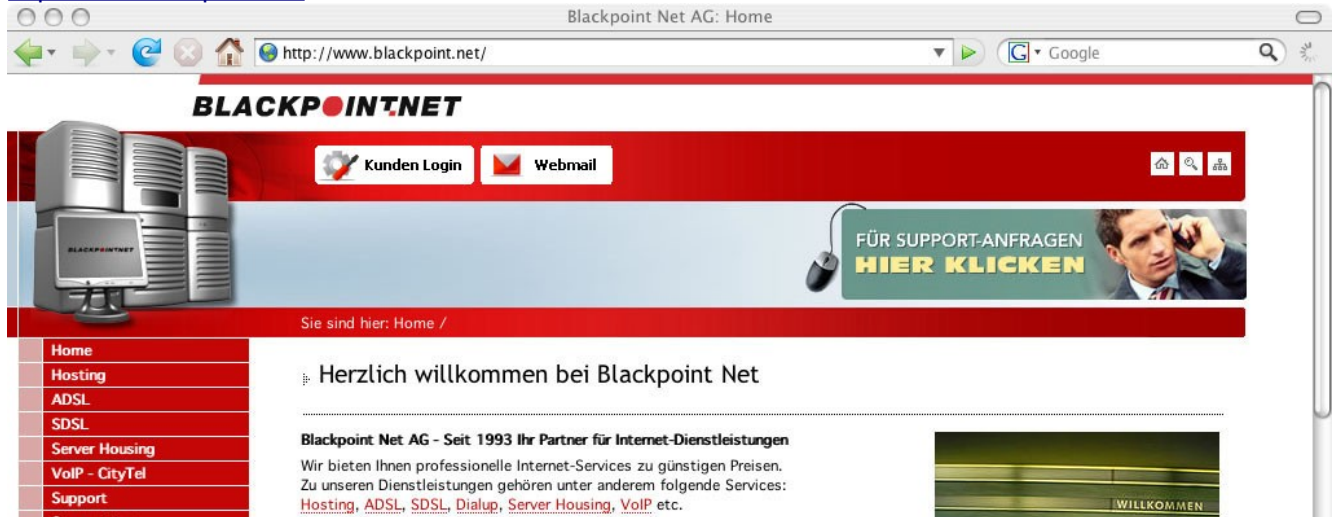 Blackpoint Net AG: Home
http://www.blackpoint.net/
G Google
BLACKPOINT.NET
Kunden Login
Webmail
BLACKPOINTNET
FÜR SUPPORT-ANFRAGEN
HIER KLICKEN
Sie sind hier: Home /
Home
Hosting
ADSL
SDSL
Server Housing
VoIP - CityTel
Support
Herzlich willkommen bei Blackpoint Net
Blackpoint Net AG - Seit 1993 Ihr Partner für Internet-Dienstleistungen
Wir bieten Ihnen professionelle Internet-Services zu günstigen Preisen.
Zu unseren Dienstleistungen gehören unter anderem folgende Services:
Hosting, ADSL, SDSL, Dialup, Server Housing, VoIP etc.
WILLKOMMEN